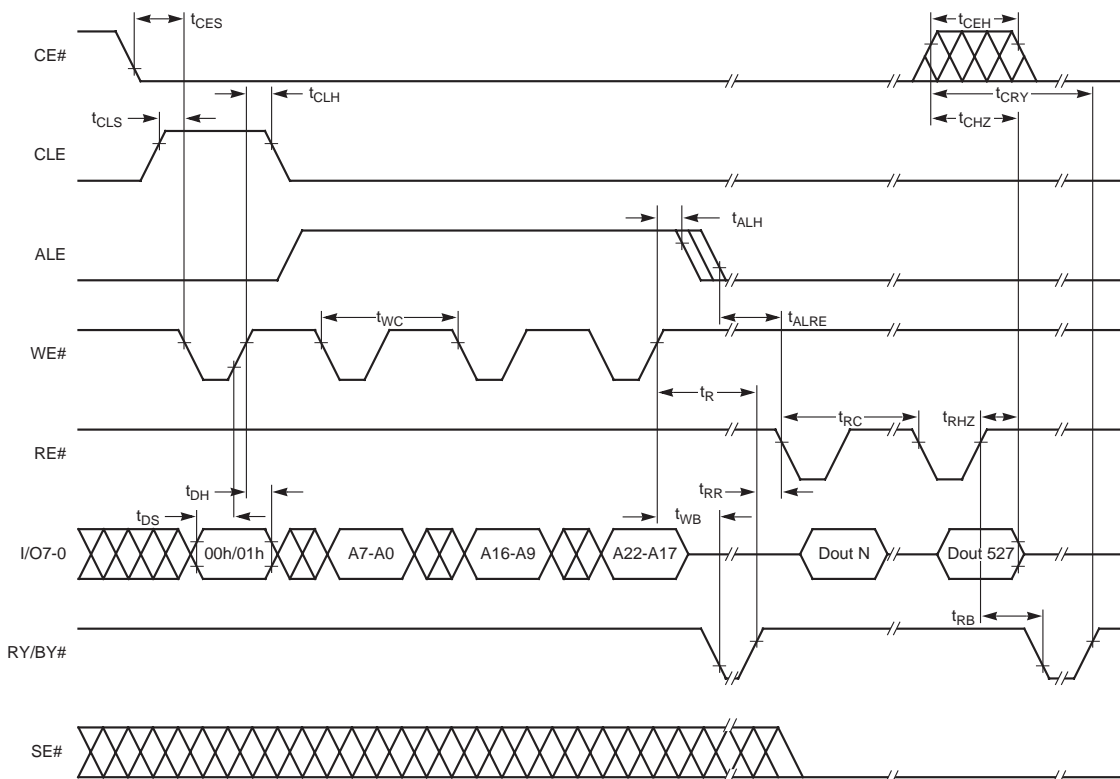 tCES
tCEH
CE#
tCLH
tCRY
tCLS
tCHZ
CLE
tALH
ALE
tWC
tALRE
WE#
tR
tRC
tRHZ
RE#
tDH
tRR
tDS
tWB
I/O7-0
00h/01h
A7-A0
A16-A9
A22-A17
Dout N
Dout 527
tRB
RY/BY#
SE#